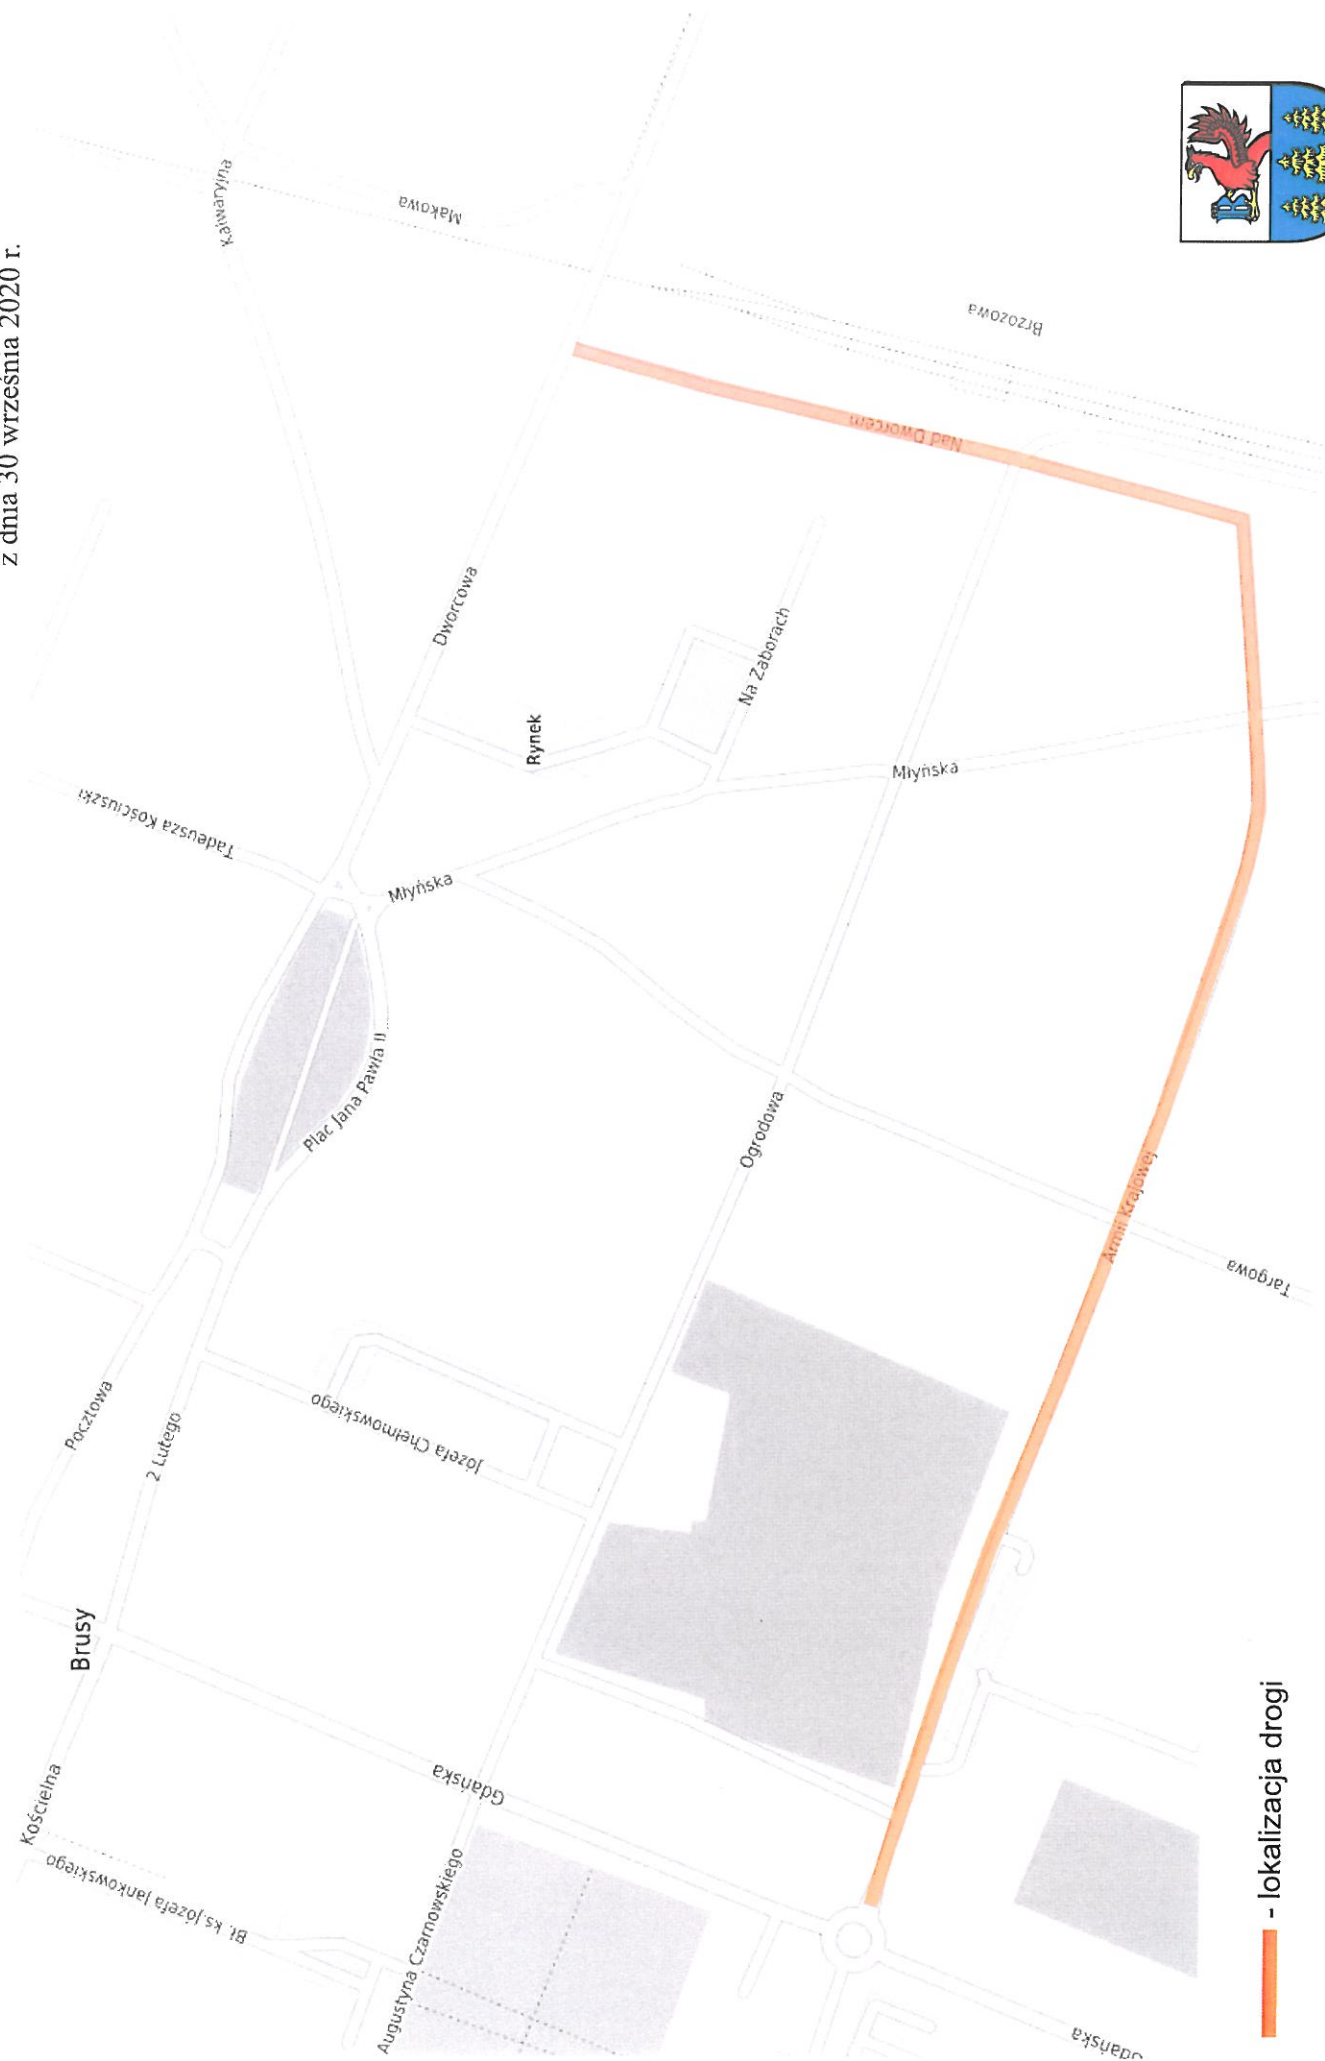 z dnia 30 września 2020 r.
Kalwaryjna
Makowa
Brzozowa
Nad Dworcem
Dworcowa
Na Zaborach
Rynek
Tadeusza Kościuszki
Młyńska
Młyńska
Plac Jana Pawła II
Ogrodowa
Armii Krajowej
Targowa
Pocztowa
2 Lutego
Józefa Chełmowskiego
Brusy
Kościelna
Gdańska
Bł. ks. Józefa Jankowskiego
Augustyna Czarnowskiego
Gdańska
- lokalizacja drogi
B